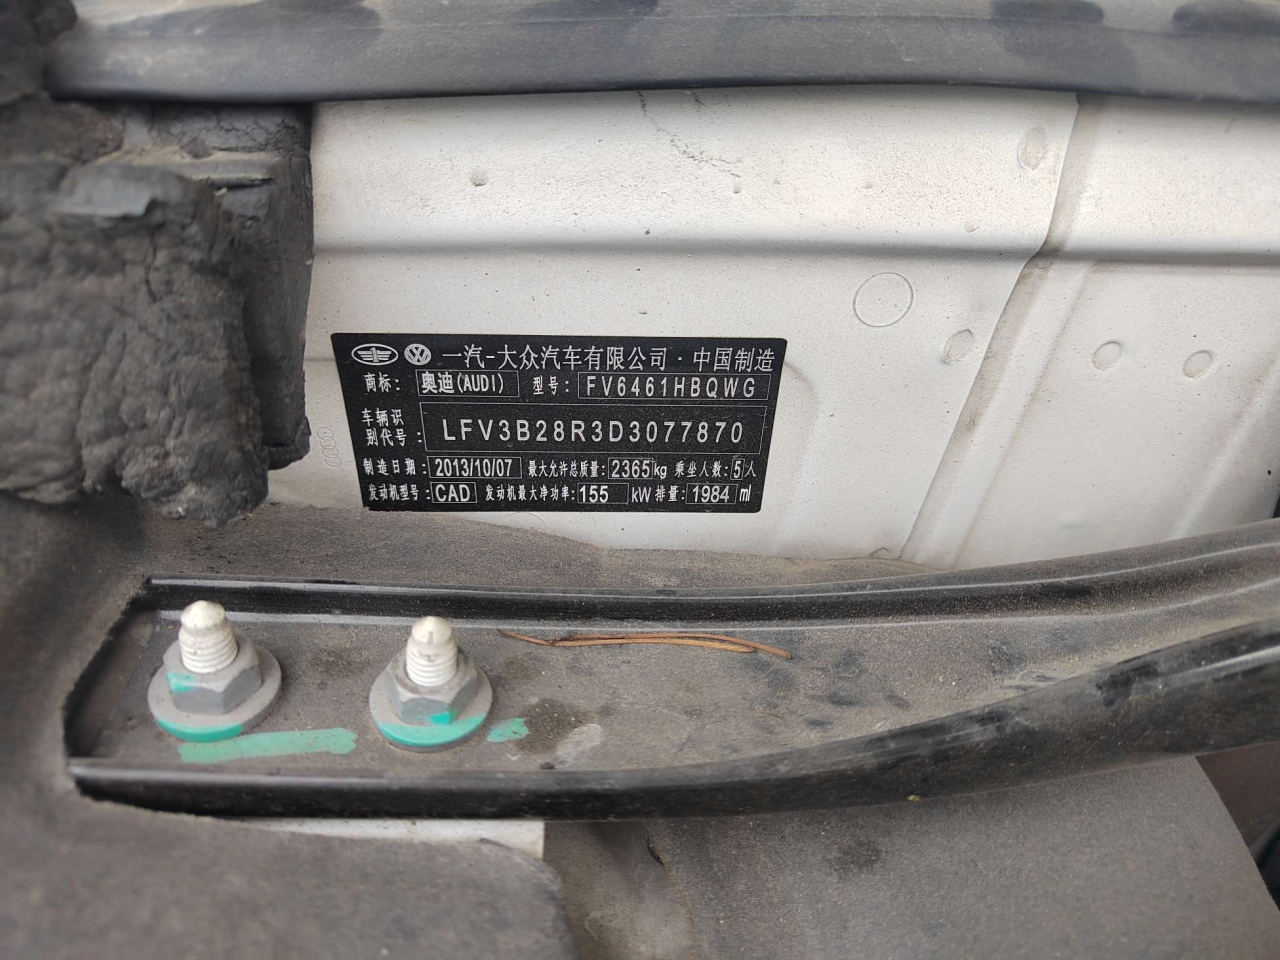 一汽-大众汽车有限公司·中国制造
商标: 奥迪(AUDI) 型号: FV6461HBQWG
车辆识
别代号: LFV3B28R3D3077870
制造日期: 2013/10/07 最大允许总质量: 2365kg 乘坐人数: 5人
发动机型号: CAD 发动机最大净功率: 155 kW 排量: 1984 ml